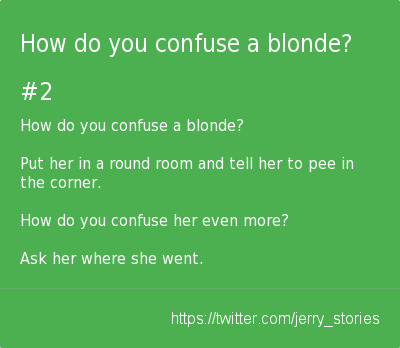 How do you confuse a blonde?
#2
How do you confuse a blonde?
Put her in a round room and tell her to pee in
the corner.
How do you confuse her even more?
Ask her where she went.
https://twitter.com/jerry_stories